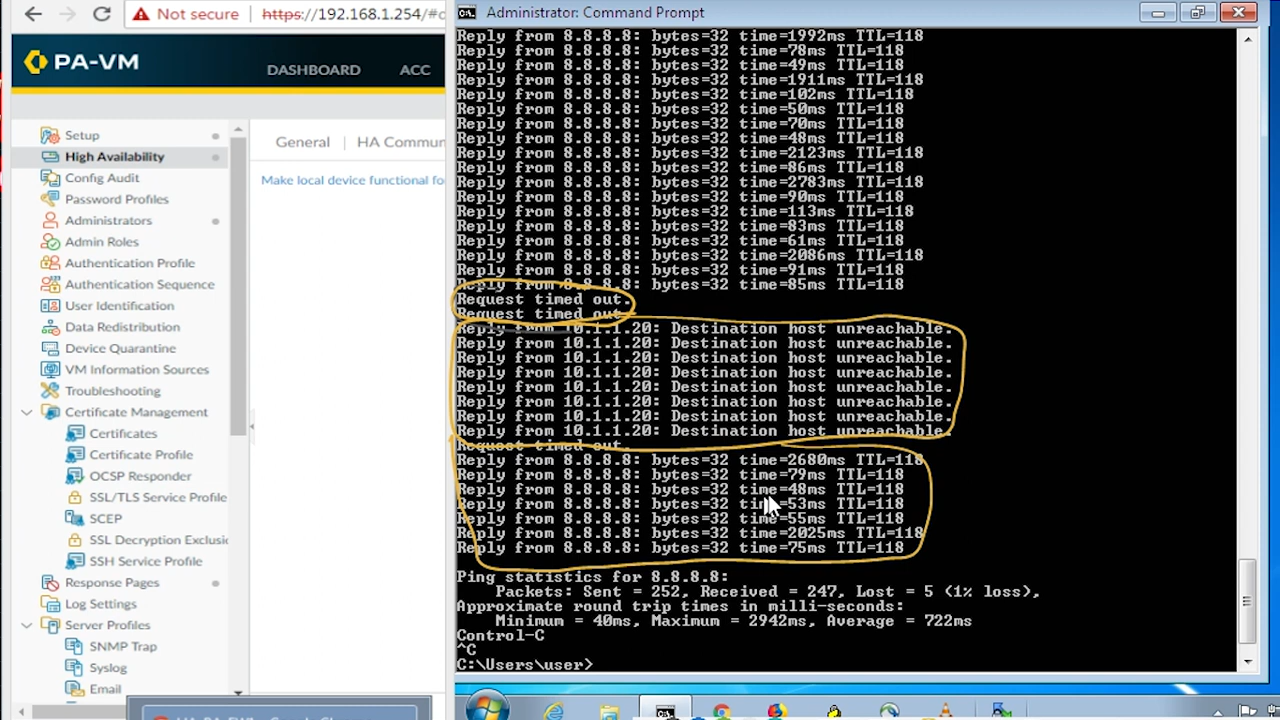 Not secure
https://192.168.1.254/#d
PA-VM
DASHBOARD
ACC
Setup
High Availability
Config Audit
Password Profiles
Administrators
Admin Roles
Authentication Profile
Authentication Sequence
User Identification
Data Redistribution
Device Quarantine
VM Information Sources
Troubleshooting
Certificate Management
Certificates
Certificate Profile
OCSP Responder
SSL/TLS Service Profile
SCEP
SSL Decryption Exclusio
SSH Service Profile
Response Pages
Log Settings
Server Profiles
SNMP Trap
Syslog
Email
General
HA Commun
Make local device functional fo
Administrator: Command Prompt
Reply from 8.8.8.8: bytes=32 time=1992ms TTL=118
Reply from 8.8.8.8: bytes=32 time=78ms TTL=118
Reply from 8.8.8.8: bytes=32 time=49ms TTL=118
Reply from 8.8.8.8: bytes=32 time=1911ms TTL=118
Reply from 8.8.8.8: bytes=32 time=102ms TTL=118
Reply from 8.8.8.8: bytes=32 time=50ms TTL=118
Reply from 8.8.8.8: bytes=32 time=70ms TTL=118
Reply from 8.8.8.8: bytes=32 time=48ms TTL=118
Reply from 8.8.8.8: bytes=32 time=2123ms TTL=118
Reply from 8.8.8.8: bytes=32 time=86ms TTL=118
Reply from 8.8.8.8: bytes=32 time=2783ms TTL=118
Reply from 8.8.8.8: bytes=32 time=90ms TTL=118
Reply from 8.8.8.8: bytes=32 time=113ms TTL=118
Reply from 8.8.8.8: bytes=32 time=83ms TTL=118
Reply from 8.8.8.8: bytes=32 time=61ms TTL=118
Reply from 8.8.8.8: bytes=32 time=2086ms TTL=118
Reply from 8.8.8.8: bytes=32 time=91ms TTL=118
Reply from 8.8.8.8: bytes=32 time=85ms TTL=118
Request timed out.
Request timed out.
Reply from 10.1.1.20: Destination host unreachable.
Reply from 10.1.1.20: Destination host unreachable.
Reply from 10.1.1.20: Destination host unreachable.
Reply from 10.1.1.20: Destination host unreachable.
Reply from 10.1.1.20: Destination host unreachable.
Reply from 10.1.1.20: Destination host unreachable.
Reply from 10.1.1.20: Destination host unreachable.
Reply from 10.1.1.20: Destination host unreachable.
Request timed out.
Reply from 8.8.8.8: bytes=32 time=2680ms TTL=118
Reply from 8.8.8.8: bytes=32 time=79ms TTL=118
Reply from 8.8.8.8: bytes=32 time=48ms TTL=118
Reply from 8.8.8.8: bytes=32 time=53ms TTL=118
Reply from 8.8.8.8: bytes=32 time=55ms TTL=118
Reply from 8.8.8.8: bytes=32 time=2025ms TTL=118
Reply from 8.8.8.8: bytes=32 time=75ms TTL=118
Ping statistics for 8.8.8.8:
Packets: Sent = 252, Received = 247, Lost = 5 (1% loss),
Approximate round trip times in milli-seconds:
Minimum = 40ms, Maximum = 2942ms, Average = 722ms
Control-C
^C
C:\Users\user>